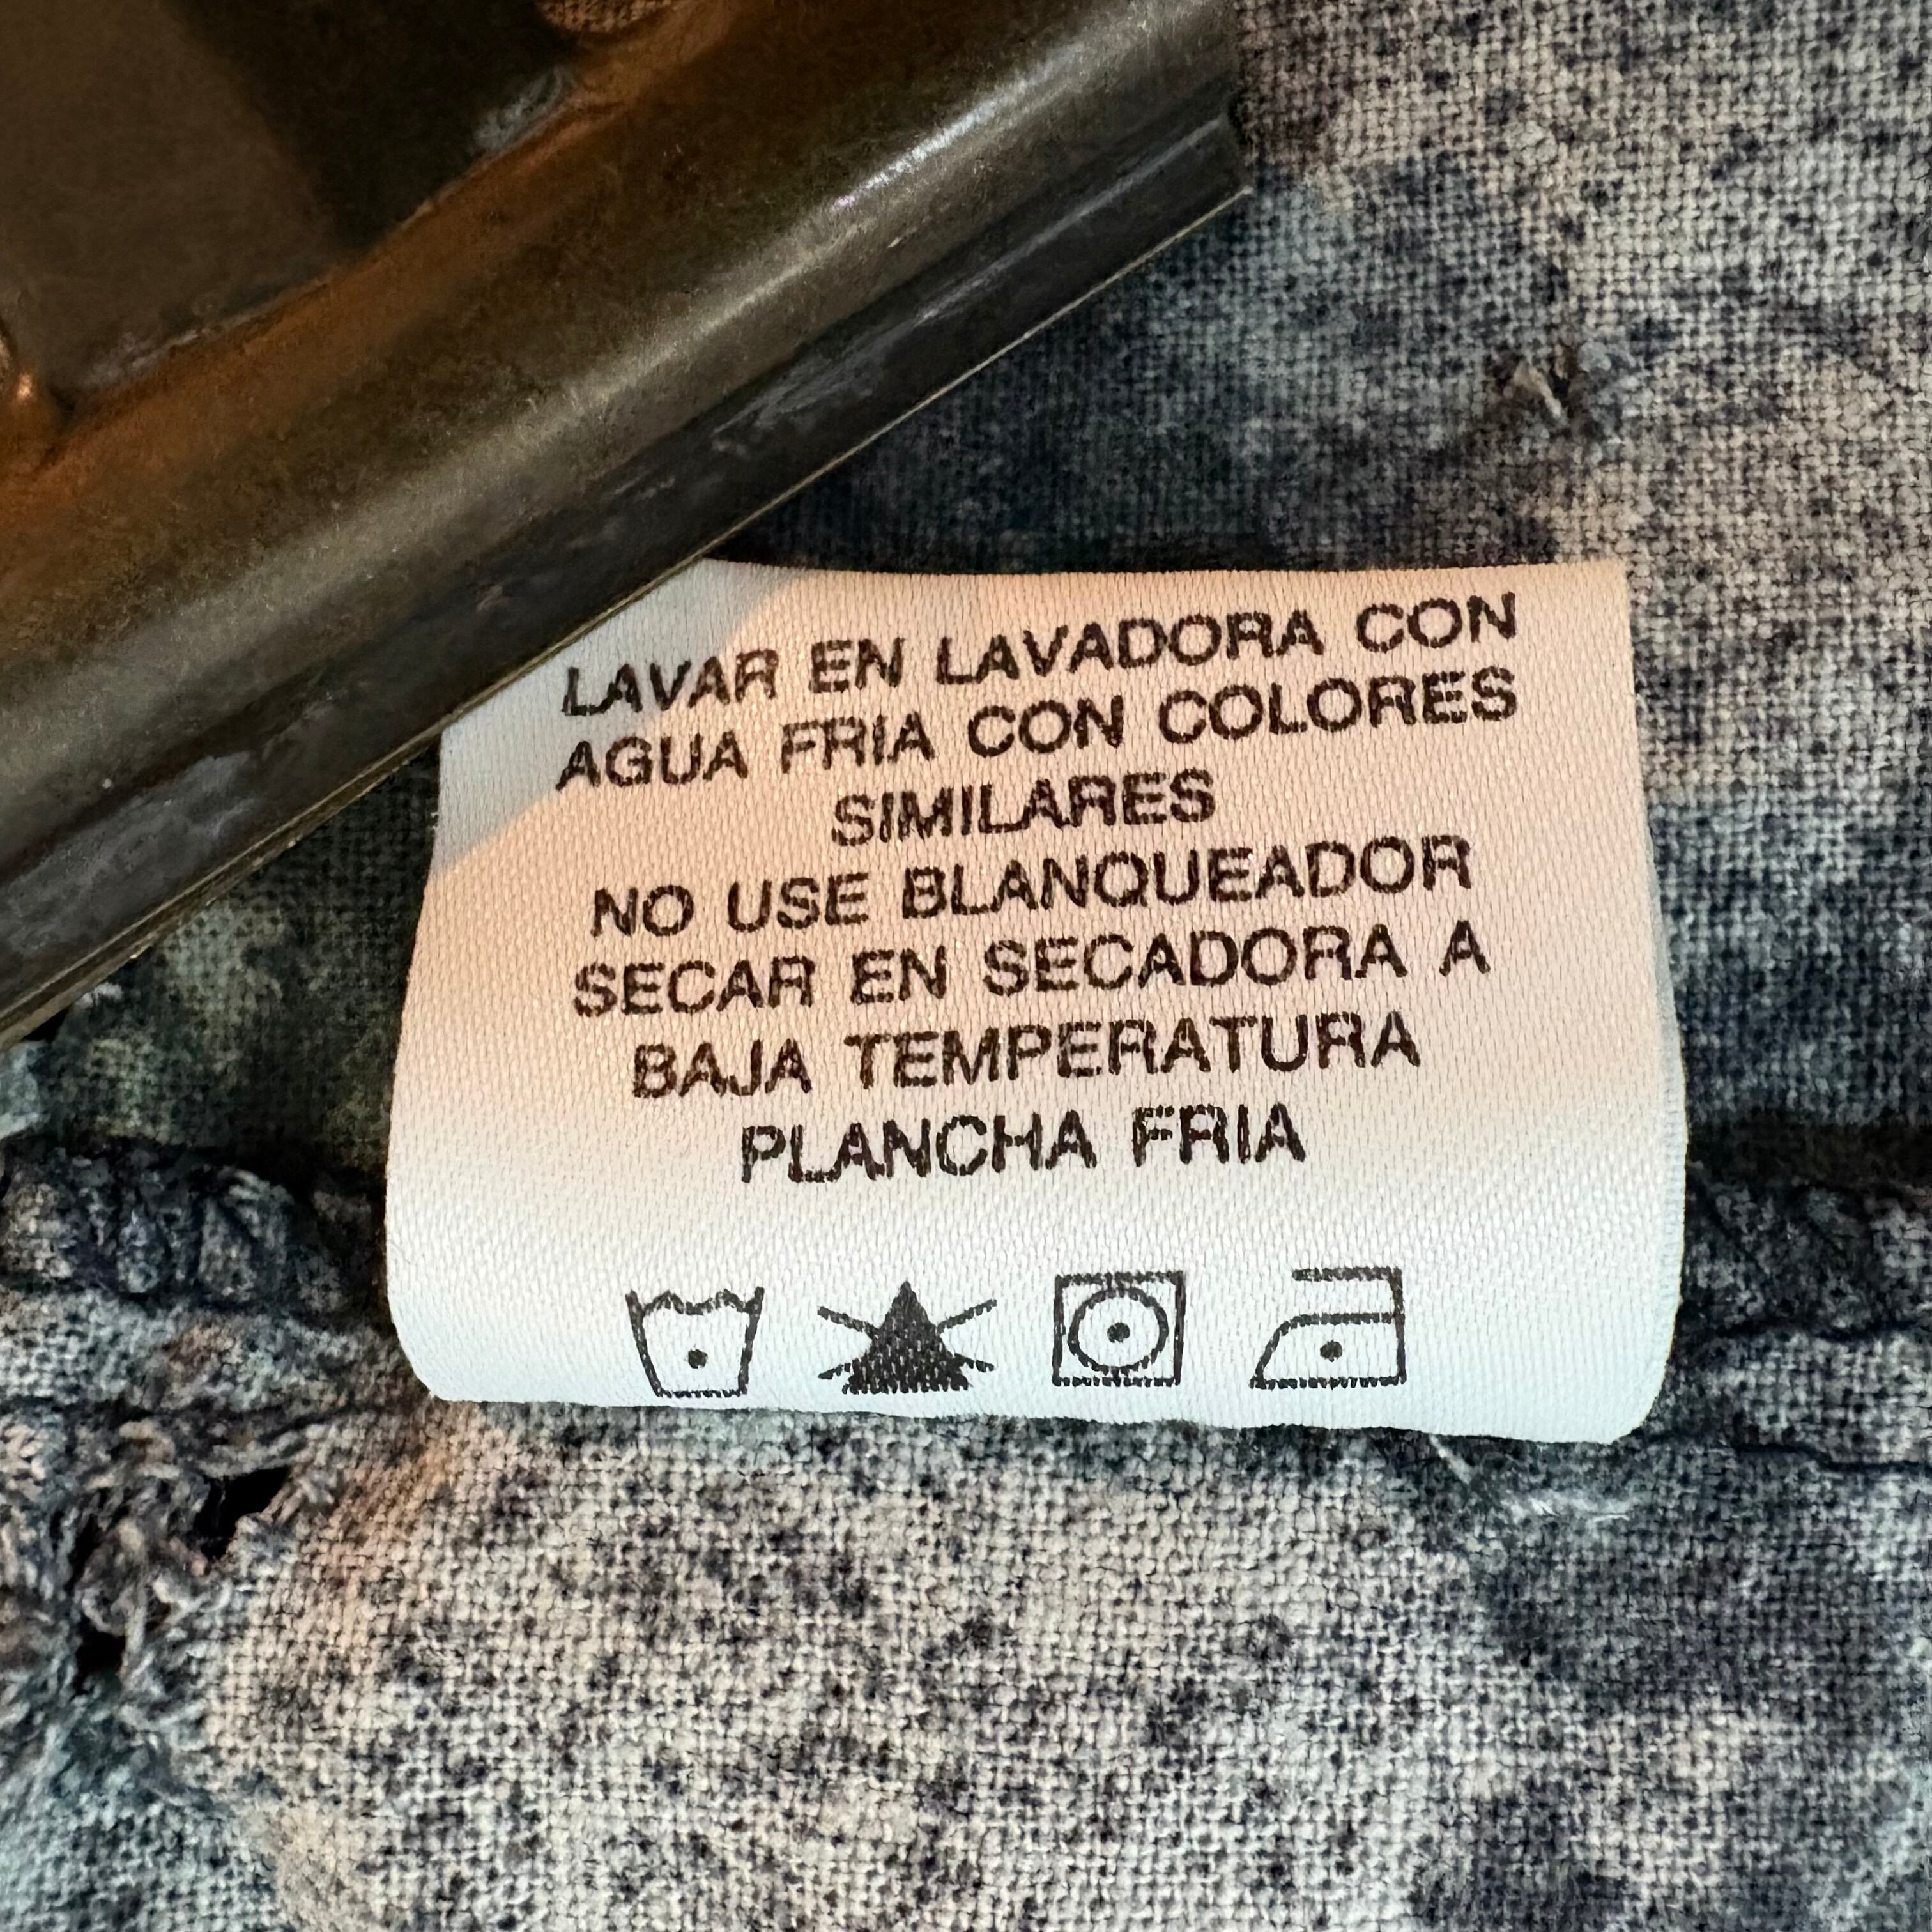 LAVAR EN LAVADORA CON
AGUA FRIA CON COLORES
SIMILARES
NO USE BLANQUEADOR
SECAR EN SECADORA A
BAJA TEMPERATURA
PLANCHA FRIA